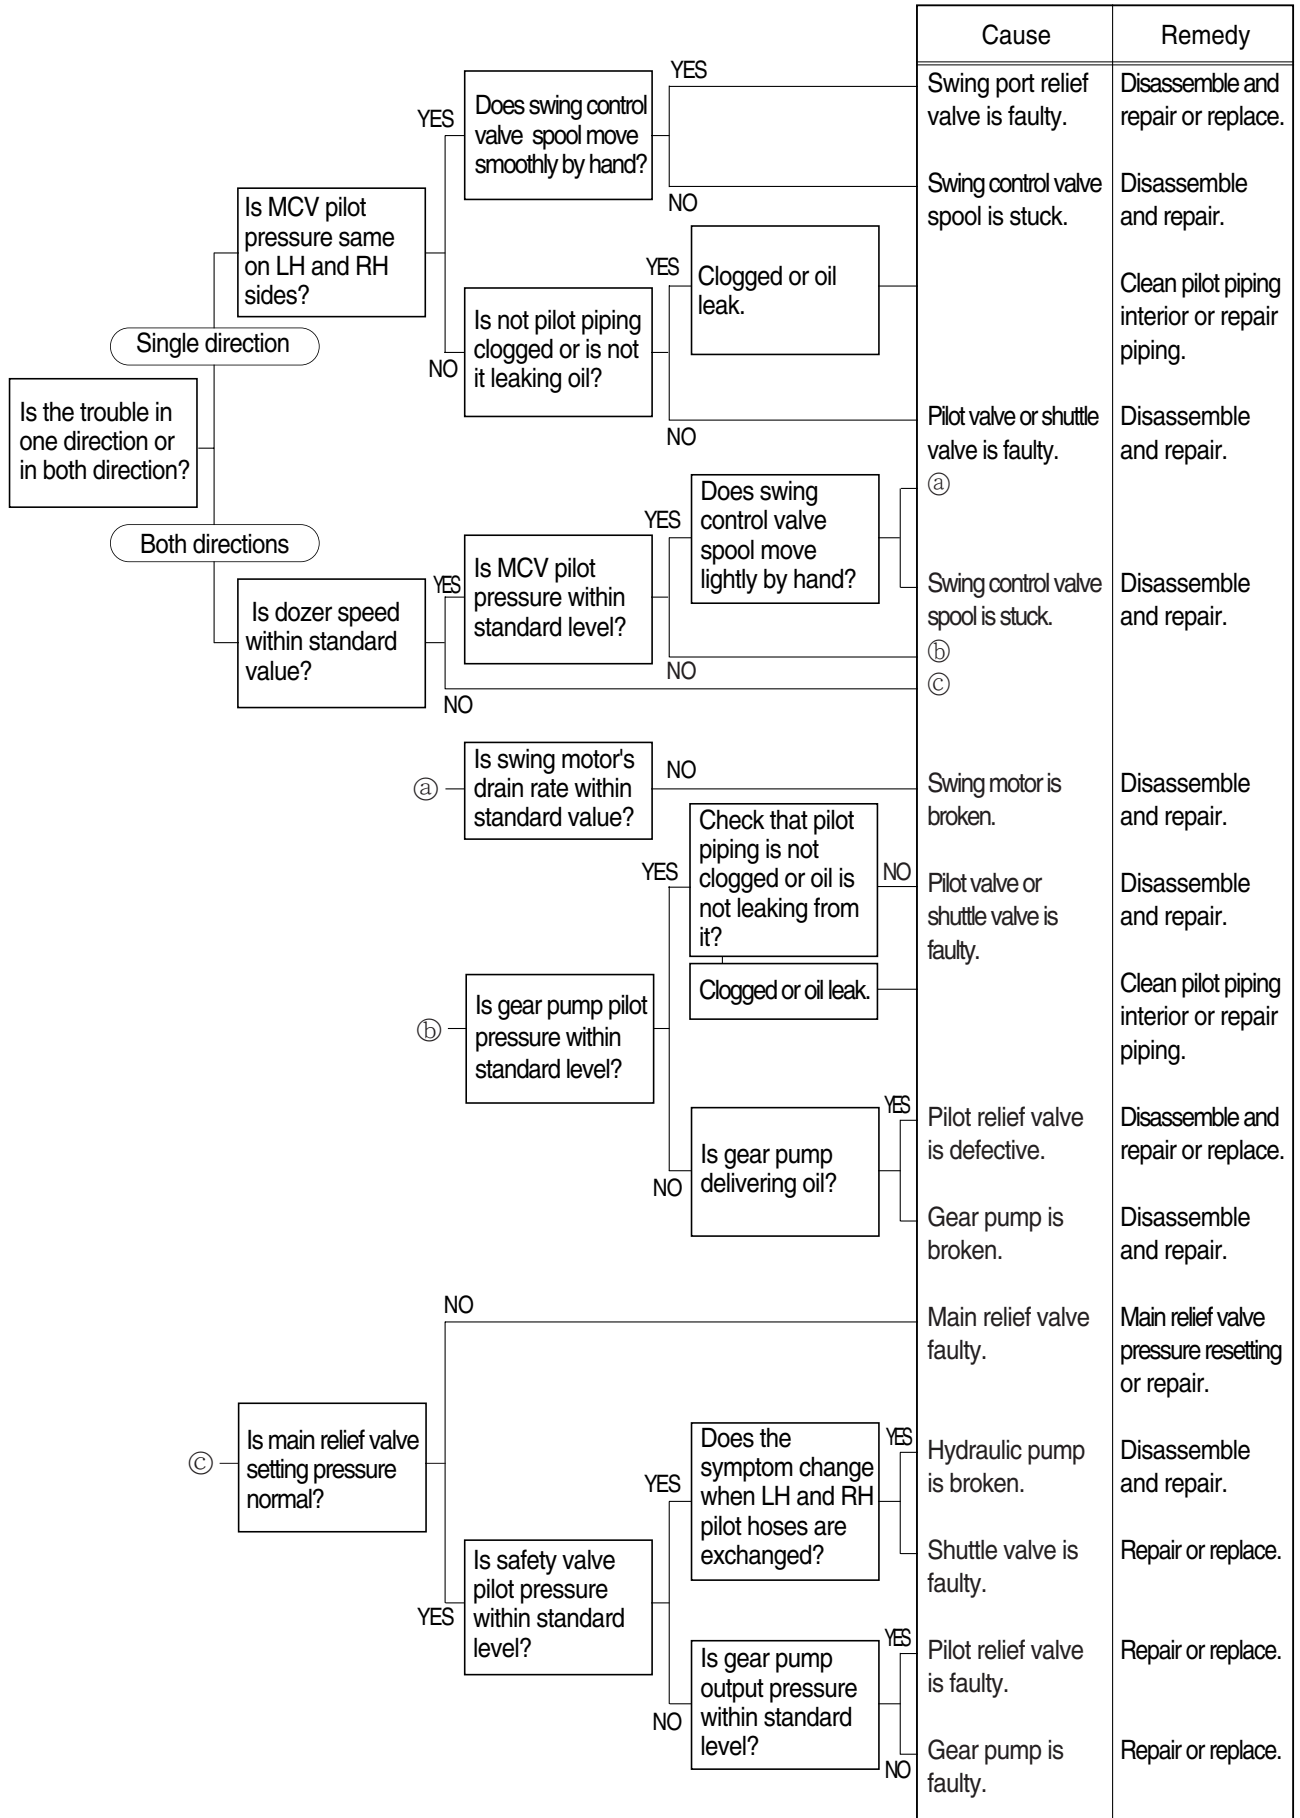 Cause
Remedy
YES
Swing port relief
valve is faulty.
Disassemble and
repair or replace.
YES
Does swing control
valve spool move
smoothly by hand?
NO
Swing control valve
spool is stuck.
Disassemble
and repair.
Is MCV pilot
pressure same
on LH and RH
sides?
YES
Clogged or oil
leak.
Clean pilot piping
interior or repair
piping.
Is not pilot piping
clogged or is not
it leaking oil?
NO
Single direction
NO
Pilot valve or shuttle
valve is faulty.
Disassemble
and repair.
Is the trouble in
one direction or
in both direction?
ⓐ
Does swing
control valve
spool move
lightly by hand?
YES
Both directions
Is MCV pilot
pressure within
standard level?
YES
Swing control valve
spool is stuck.
Disassemble
and repair.
Is dozer speed
within standard
value?
NO
ⓑ
NO
ⓒ
ⓐ
Is swing motor's
drain rate within
standard value?
NO
Swing motor is
broken.
Disassemble
and repair.
Check that pilot
piping is not
clogged or oil is
not leaking from
it?
YES
NO
Pilot valve or
shuttle valve is
faulty.
Disassemble
and repair.
Clogged or oil leak.
Clean pilot piping
interior or repair
piping.
ⓑ
Is gear pump pilot
pressure within
standard level?
YES
Pilot relief valve
is defective.
Disassemble and
repair or replace.
Is gear pump
delivering oil?
NO
Gear pump is
broken.
Disassemble
and repair.
NO
Main relief valve
faulty.
Main relief valve
pressure resetting
or repair.
ⓒ
Is main relief valve
setting pressure
normal?
Does the
symptom change
when LH and RH
pilot hoses are
exchanged?
YES
YES
Hydraulic pump
is broken.
Disassemble
and repair.
Is safety valve
pilot pressure
within standard
level?
YES
Shuttle valve is
faulty.
Repair or replace.
YES
Pilot relief valve
is faulty.
Repair or replace.
Is gear pump
output pressure
within standard
level?
NO
NO
Gear pump is
faulty.
Repair or replace.